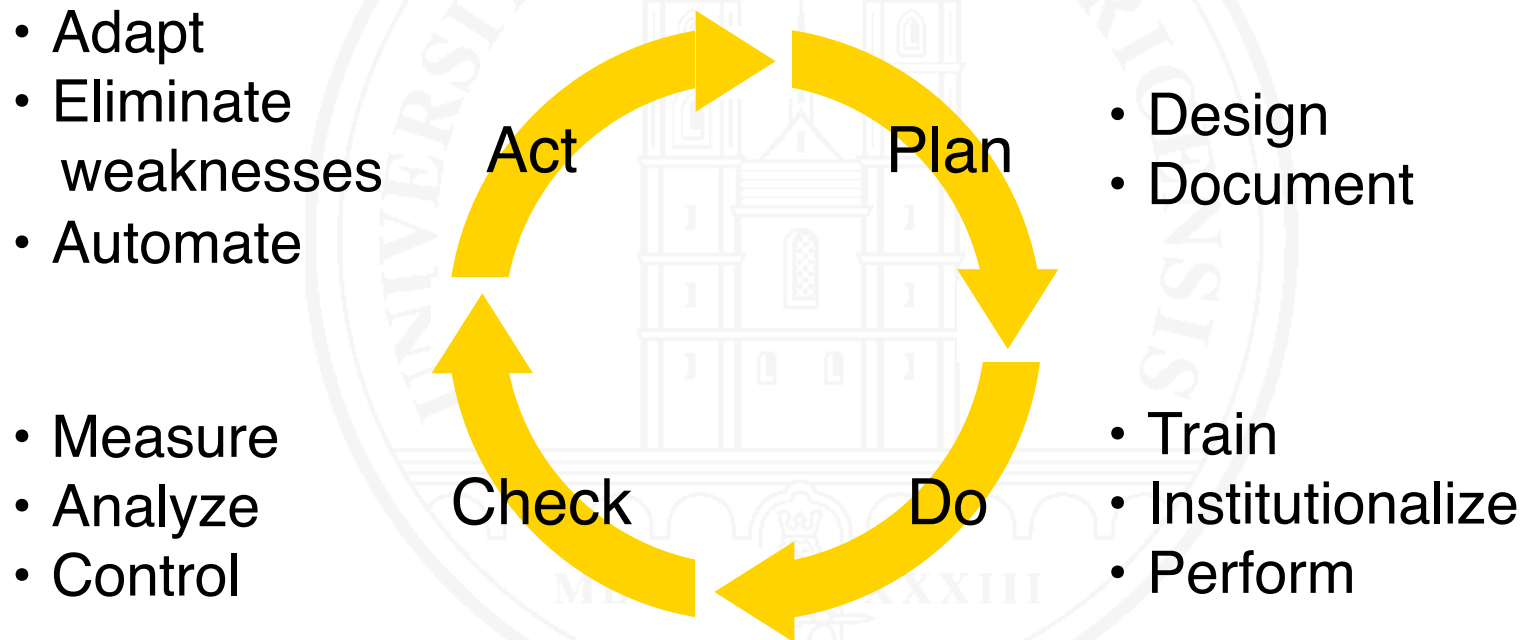 • Adapt
• Eliminate
weaknesses
• Automate
Act
Plan
• Design
• Document
• Measure
• Analyze
• Control
Check
Do
• Train
• Institutionalize
• Perform